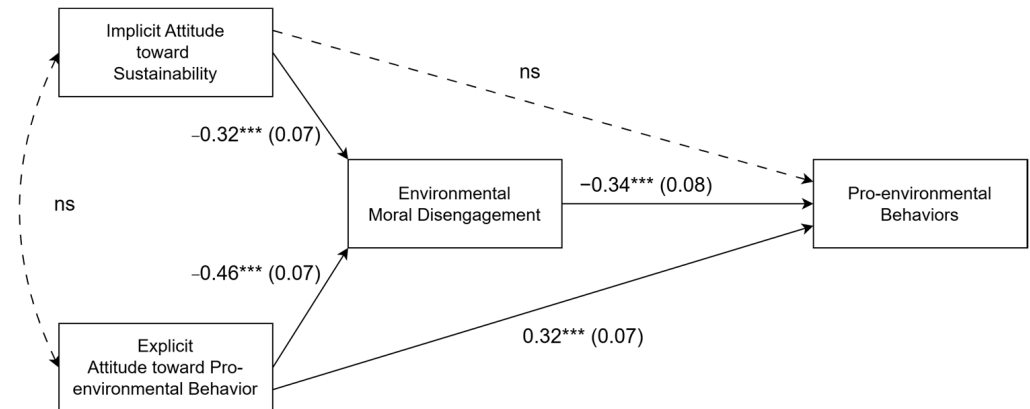 Implicit Attitude
toward
Sustainability
ns
–0.32*** (0.07)
Environmental
Moral Disengagement
−0.34*** (0.08)
Pro-environmental
Behaviors
ns
–0.46*** (0.07)
0.32*** (0.07)
Explicit
Attitude toward Pro-
environmental Behavior